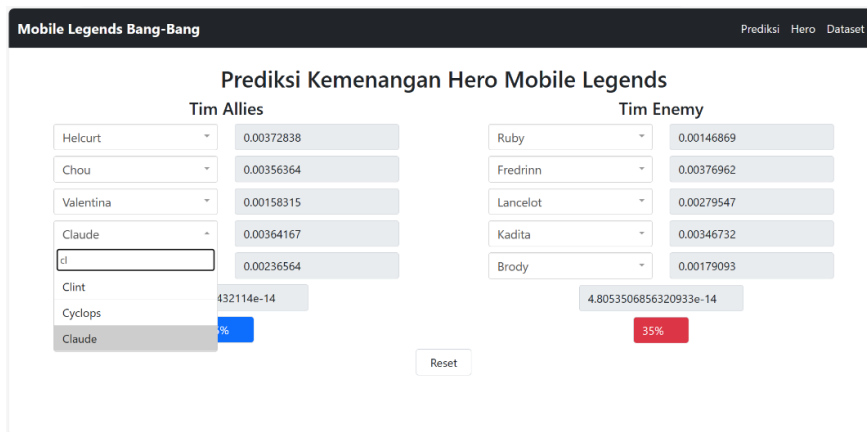 Mobile Legends Bang-Bang Prediksi Hero Dataset
Prediksi Kemenangan Hero Mobile Legends
Tim Allies
Helcurt 0.00372838
Chou 0.00356364
Valentina 0.00158315
Claude 0.00364167
cl 0.00236564
Clint
Cyclops
Claude
432114e-14
%
Tim Enemy
Ruby 0.00146869
Fredrinn 0.00376962
Lancelot 0.00279547
Kadita 0.00346732
Brody 0.00179093
4.8053506856320933e-14
35%
Reset